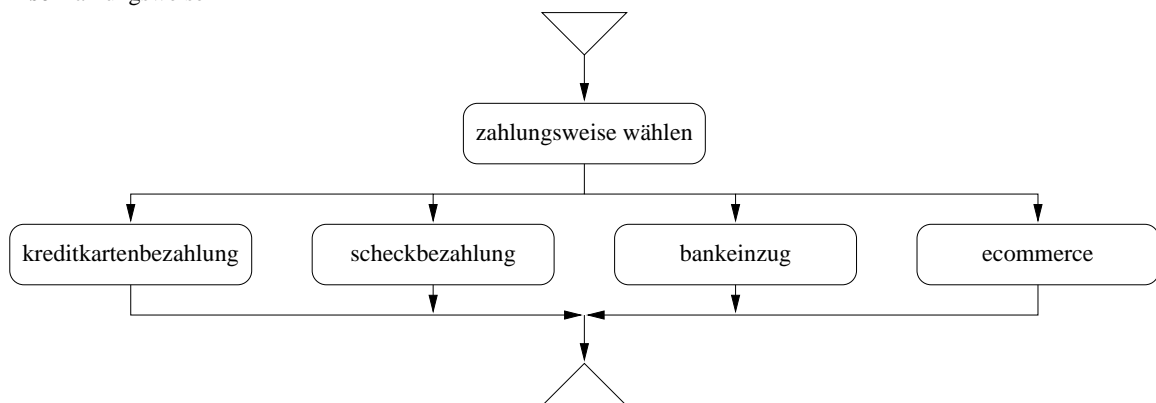 zahlungsweise wählen
kreditkartenbezahlung
scheckbezahlung
bankeinzug
ecommerce